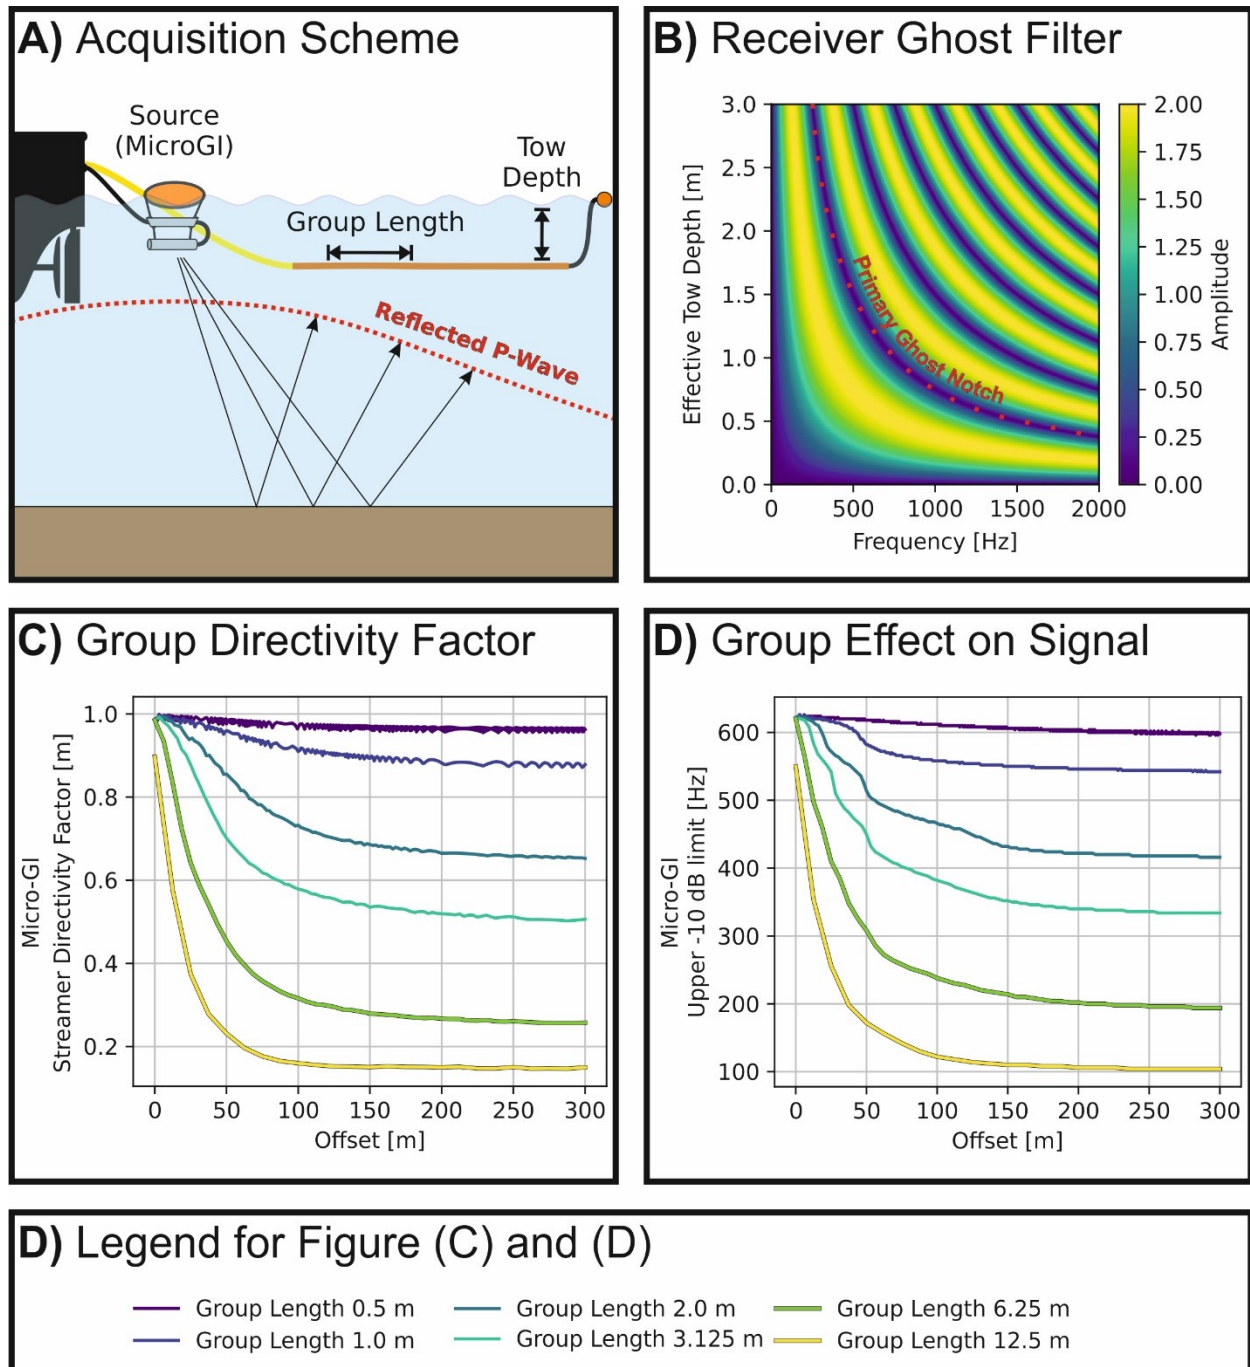 A) Acquisition Scheme
Source
(MicroGI)
Tow
Depth
Group Length
Reflected P-Wave
AI
B) Receiver Ghost Filter
3.0
2.5
2.0
1.5
1.0
0.5
0.0
Effective Tow Depth [m]
Primary Ghost Notch
0
500
1000
1500
2000
Frequency [Hz]
2.00
1.75
1.50
1.25
1.00
0.75
0.50
0.25
0.00
Amplitude
C) Group Directivity Factor
Micro-GI
Streamer Directivity Factor [m]
1.0
0.8
0.6
0.4
0.2
0
50
100
150
200
250
300
Offset [m]
D) Group Effect on Signal
Micro-GI
Upper -10 dB limit [Hz]
600
500
400
300
200
100
0
50
100
150
200
250
300
Offset [m]
D) Legend for Figure (C) and (D)
Group Length 0.5 m
Group Length 2.0 m
Group Length 6.25 m
Group Length 1.0 m
Group Length 3.125 m
Group Length 12.5 m